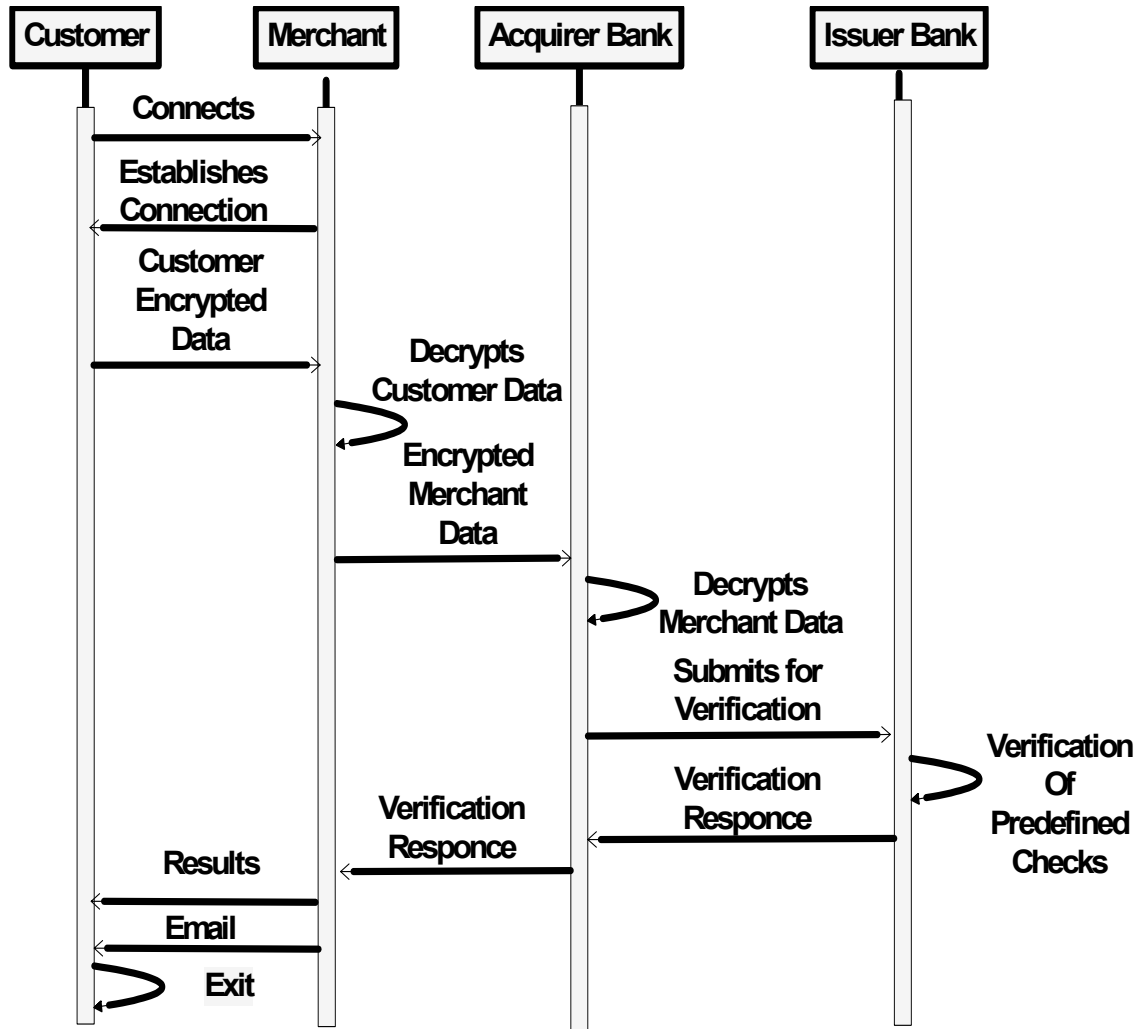 Customer
Merchant
Acquirer Bank
Issuer Bank
Connects
Establishes
Connection
Customer
Encrypted
Data
Decrypts
Customer Data
Encrypted
Merchant
Data
Decrypts
Merchant Data
Submits for
Verification
Verification
Of
Predefined
Checks
Verification
Responce
Verification
Responce
Results
Email
Exit